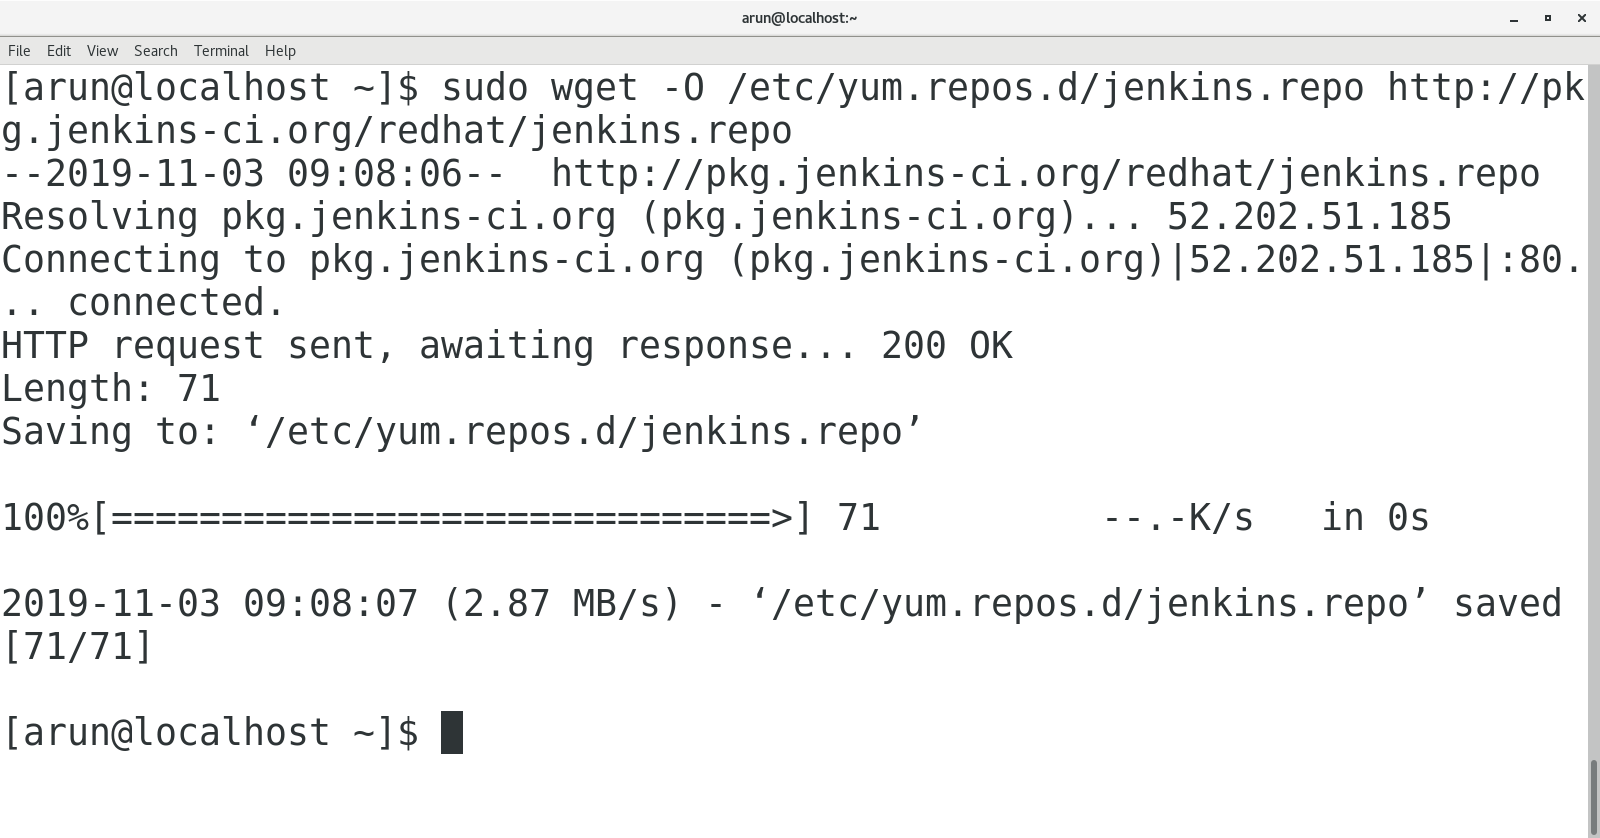 arun@localhost:~
File Edit View Search Terminal Help
[arun@localhost ~]$ sudo wget -O /etc/yum.repos.d/jenkins.repo http://pk
g.jenkins-ci.org/redhat/jenkins.repo
--2019-11-03 09:08:06--  http://pkg.jenkins-ci.org/redhat/jenkins.repo
Resolving pkg.jenkins-ci.org (pkg.jenkins-ci.org)... 52.202.51.185
Connecting to pkg.jenkins-ci.org (pkg.jenkins-ci.org)|52.202.51.185|:80.
.. connected.
HTTP request sent, awaiting response... 200 OK
Length: 71
Saving to: ‘/etc/yum.repos.d/jenkins.repo’
100%[==============================>] 71          --.-K/s   in 0s
2019-11-03 09:08:07 (2.87 MB/s) - ‘/etc/yum.repos.d/jenkins.repo’ saved
[71/71]
[arun@localhost ~]$